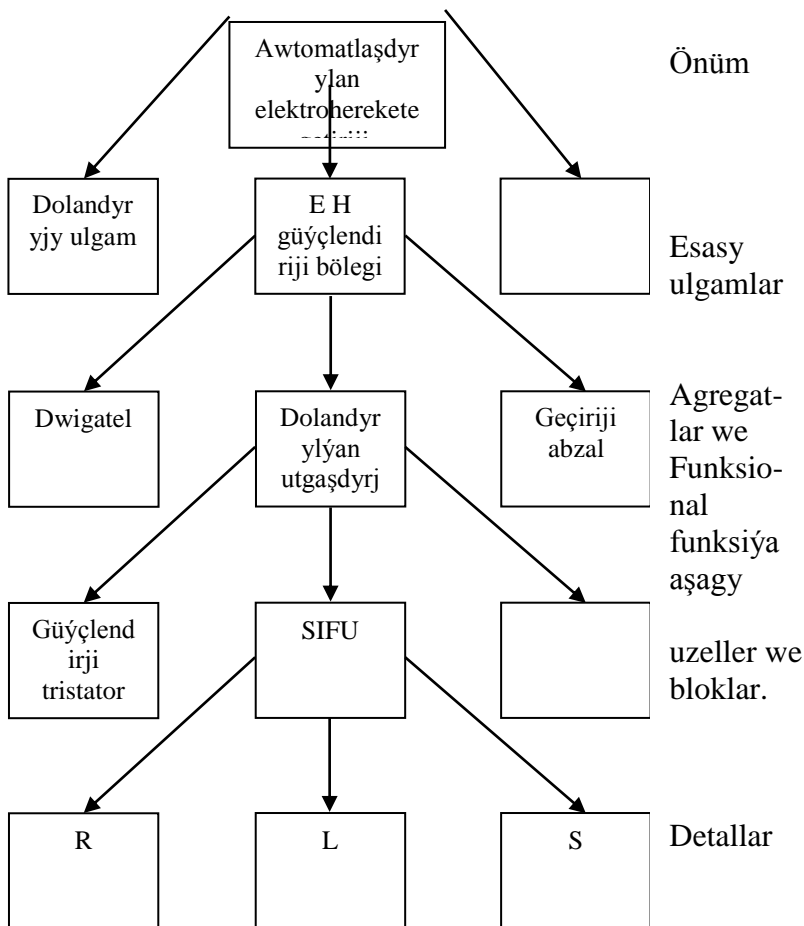 Awtomatlaşdyr
ylan
elektroherekete
Önüm
Dolandyr
yjy ulgam
E H
güýçlendi
riji bölegi
Esasy
ulgamlar
Dwigatel
Dolandyr
ylýan
utgaşdyrj
Geçiriji
abzal
Agregat-
lar we
Funksio-
nal
funksiýa
aşagy
Güýçlend
irji
tristator
SIFU
uzeller we
bloklar.
R
L
S
Detallar